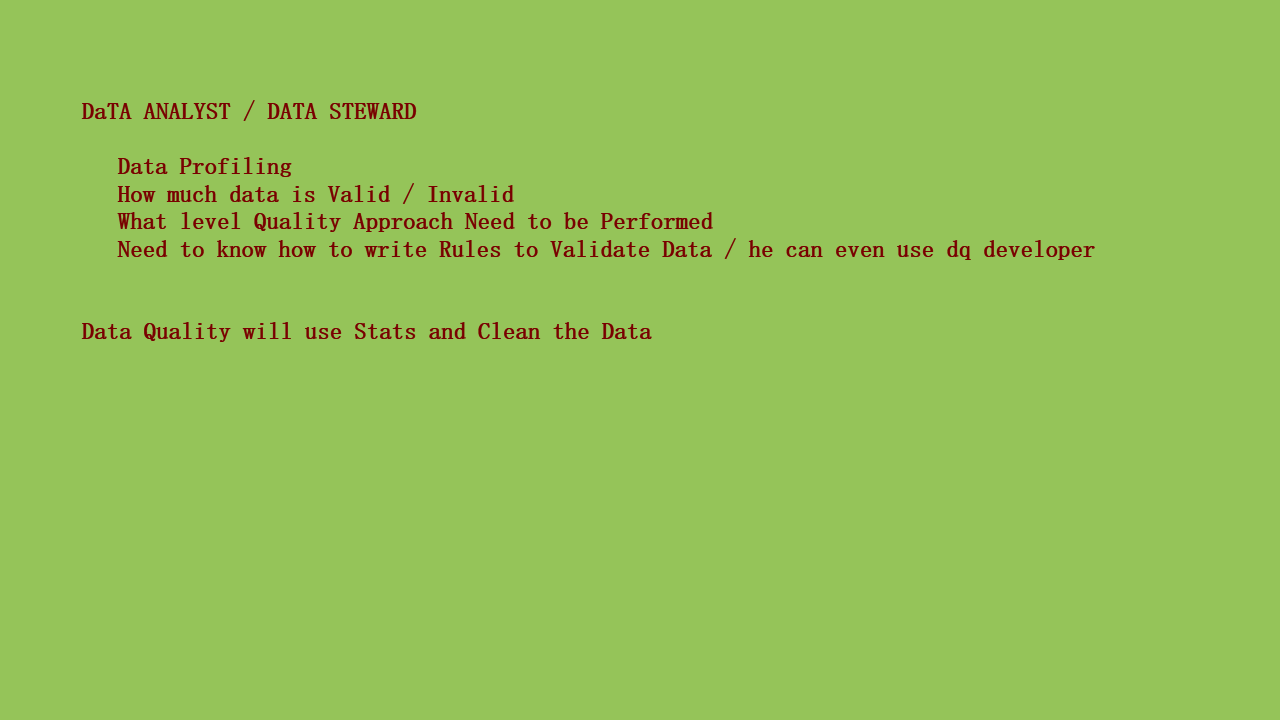 DaTA ANALYST / DATA STEWARD
Data Profiling
How much data is Valid / Invalid
What level Quality Approach Need to be Performed
Need to know how to write Rules to Validate Data / he can even use dq developer
Data Quality will use Stats and Clean the Data